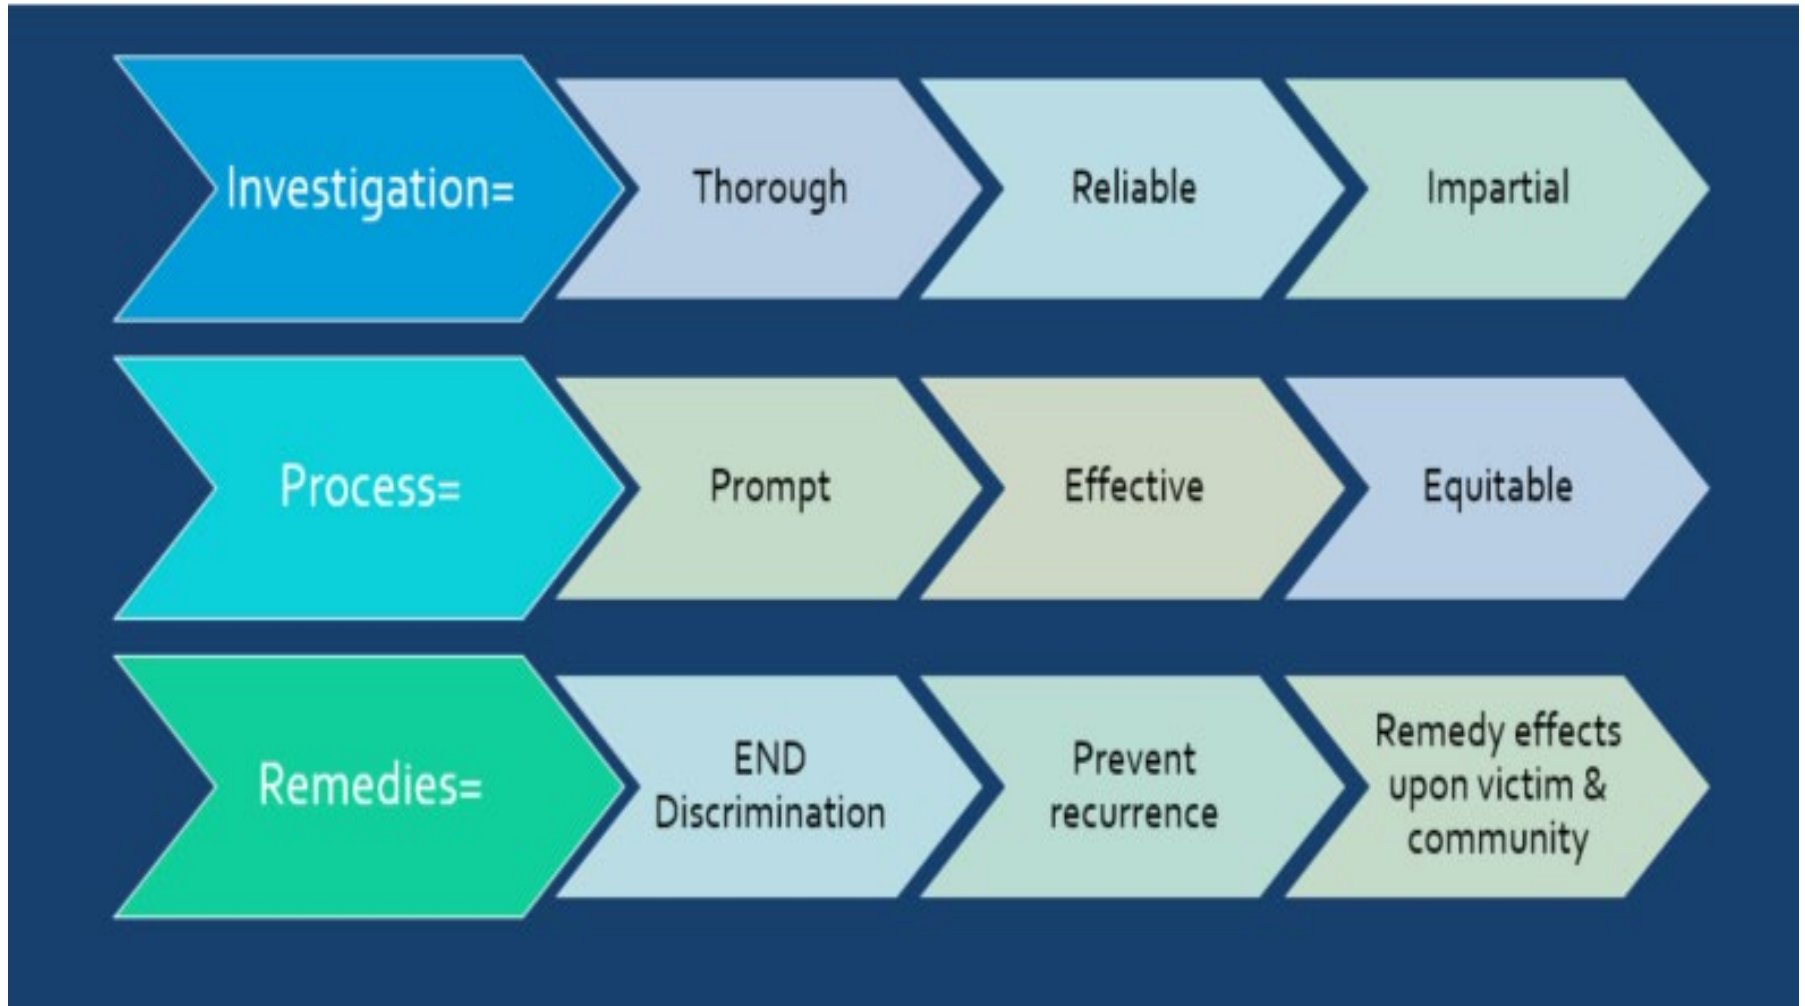 Investigation=
Thorough
Reliable
Impartial
Process=
Prompt
Effective
Equitable
Remedies=
END
Discrimination
Prevent
recurrence
Remedy effects
upon victim &
community